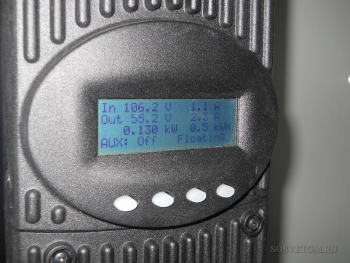 In 106.2 V 1.1 A
Out 55.2 V 2.3 A
0.130 kW 0.5 kWH
AUX: Off Floating